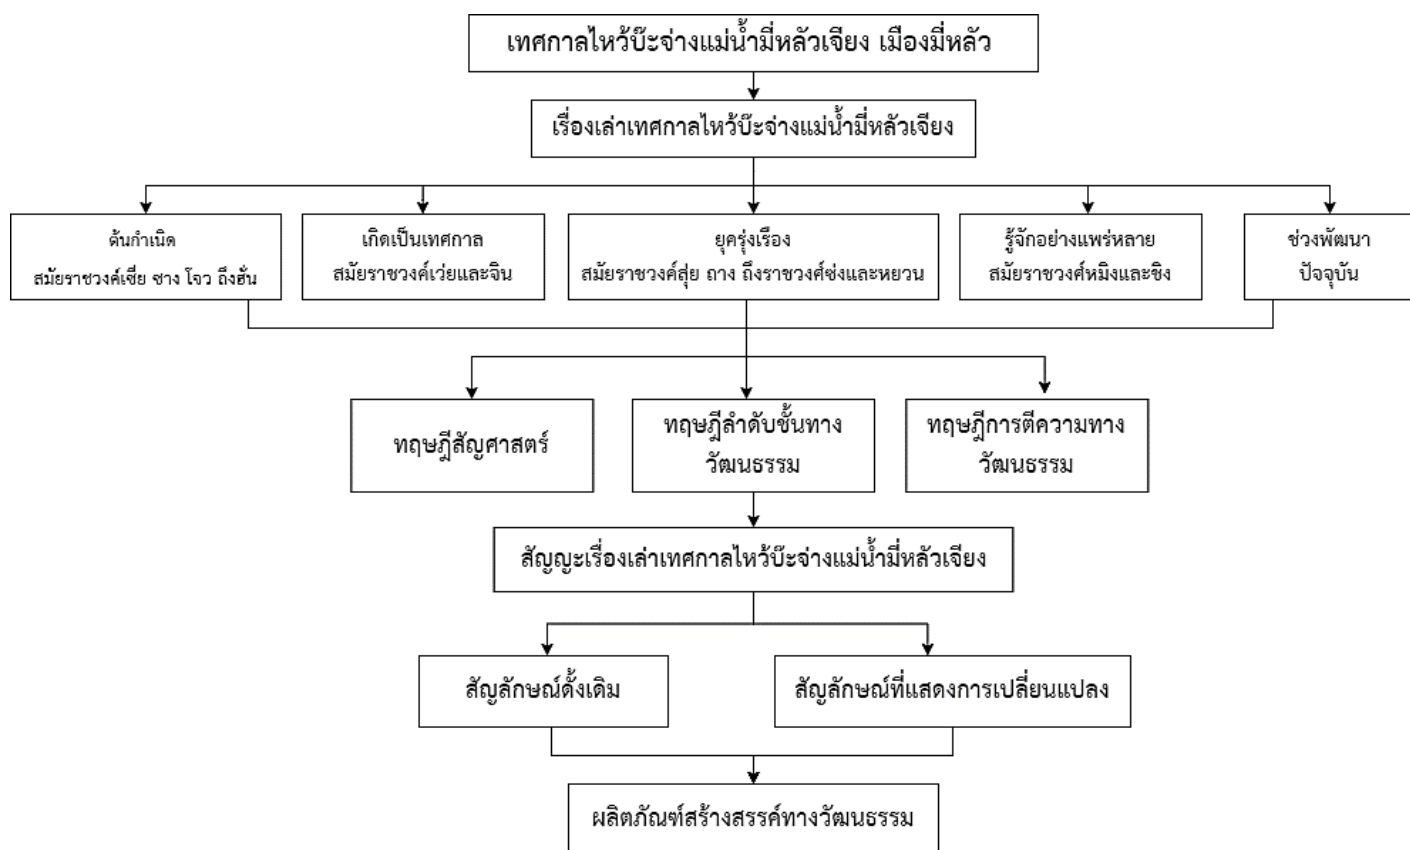 เทศกาลไหว้บ๊ะจ่างแม่น้ำมี่หลัวเจียง เมืองมี่หลัว
เรื่องเล่าเทศกาลไหว้บ๊ะจ่างแม่น้ำมี่หลัวเจียง
ต้นกำเนิด
สมัยราชวงค์เซี่ย ซาง โจว ถึงฮั่น
เกิดเป็นเทศกาล
สมัยราชวงค์เว่ยและจิน
ยุครุ่งเรือง
สมัยราชวงค์สุ่ย ถาง ถึงราชวงศ์ซ่งและหยวน
รู้จักอย่างแพร่หลาย
สมัยราชวงศ์หมิงและชิง
ช่วงพัฒนา
ปัจจุบัน
ทฤษฎีสัญศาสตร์
ทฤษฎีลำดับชั้นทาง
วัฒนธรรม
ทฤษฎีการตีความทาง
วัฒนธรรม
สัญญะเรื่องเล่าเทศกาลไหว้บ๊ะจ่างแม่น้ำมี่หลัวเจียง
สัญลักษณ์ดั้งเดิม
สัญลักษณ์ที่แสดงการเปลี่ยนแปลง
ผลิตภัณฑ์สร้างสรรค์ทางวัฒนธรรม